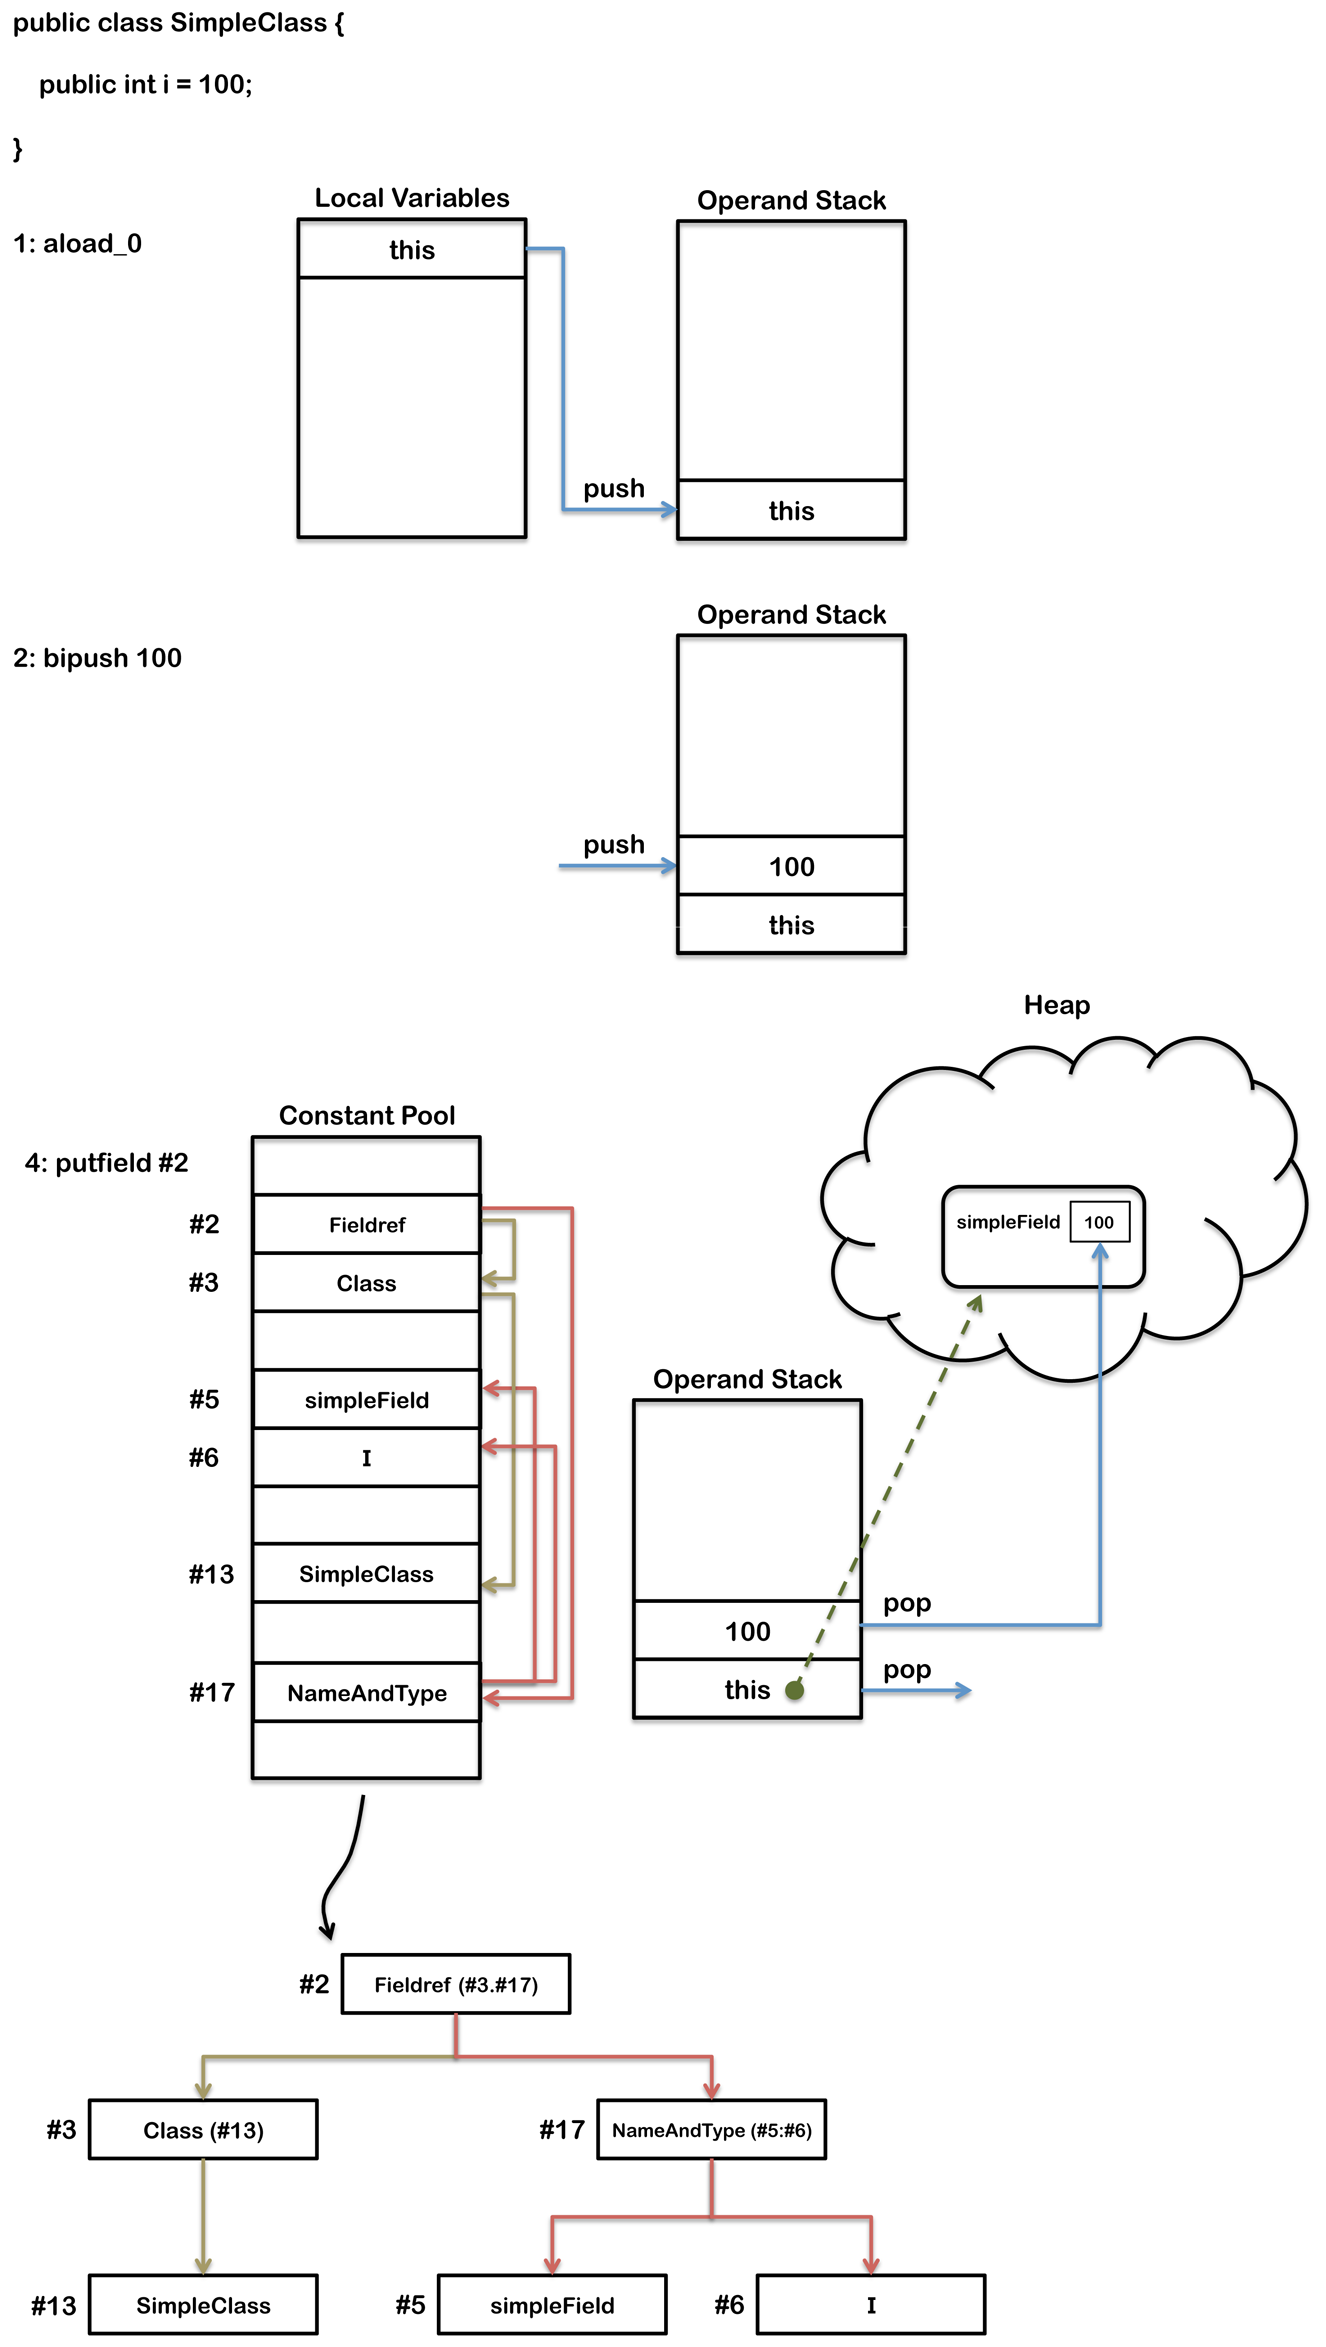 public class SimpleClass {
public int i = 100;
}
Local Variables
Operand Stack
1: aload_0
this
push
this
Operand Stack
2: bipush 100
push
100
this
Heap
Constant Pool
4: putfield #2
#2
Fieldref
simpleField
100
#3
Class
Operand Stack
#5
simpleField
#6
I
#13
SimpleClass
pop
100
pop
#17
NameAndType
this
#2
Fieldref (#3.#17)
#3
Class (#13)
#17
NameAndType (#5:#6)
#13
SimpleClass
#5
simpleField
#6
I